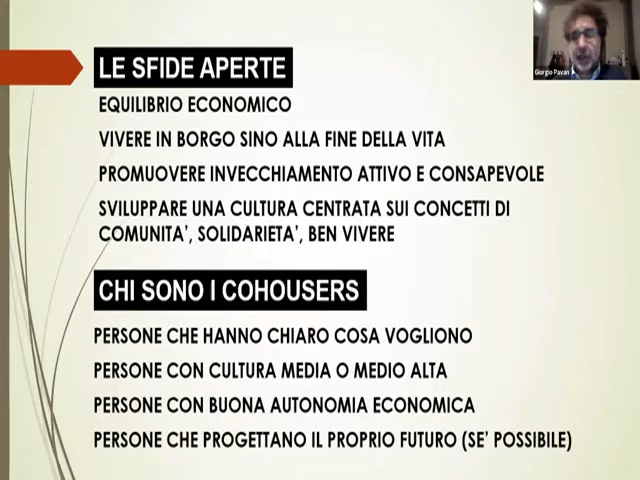 LE SFIDE APERTE
EQUILIBRIO ECONOMICO
VIVERE IN BORGO SINO ALLA FINE DELLA VITA
PROMUOVERE INVECCHIAMENTO ATTIVO E CONSAPEVOLE
SVILUPPARE UNA CULTURA CENTRATA SUI CONCETTI DI
COMUNITA', SOLIDARIETA', BEN VIVERE
CHI SONO I COHOUSERS
PERSONE CHE HANNO CHIARO COSA VOGLIONO
PERSONE CON CULTURA MEDIA O MEDIO ALTA
PERSONE CON BUONA AUTONOMIA ECONOMICA
PERSONE CHE PROGETTANO IL PROPRIO FUTURO (SE' POSSIBILE)
Giorgio Pavan